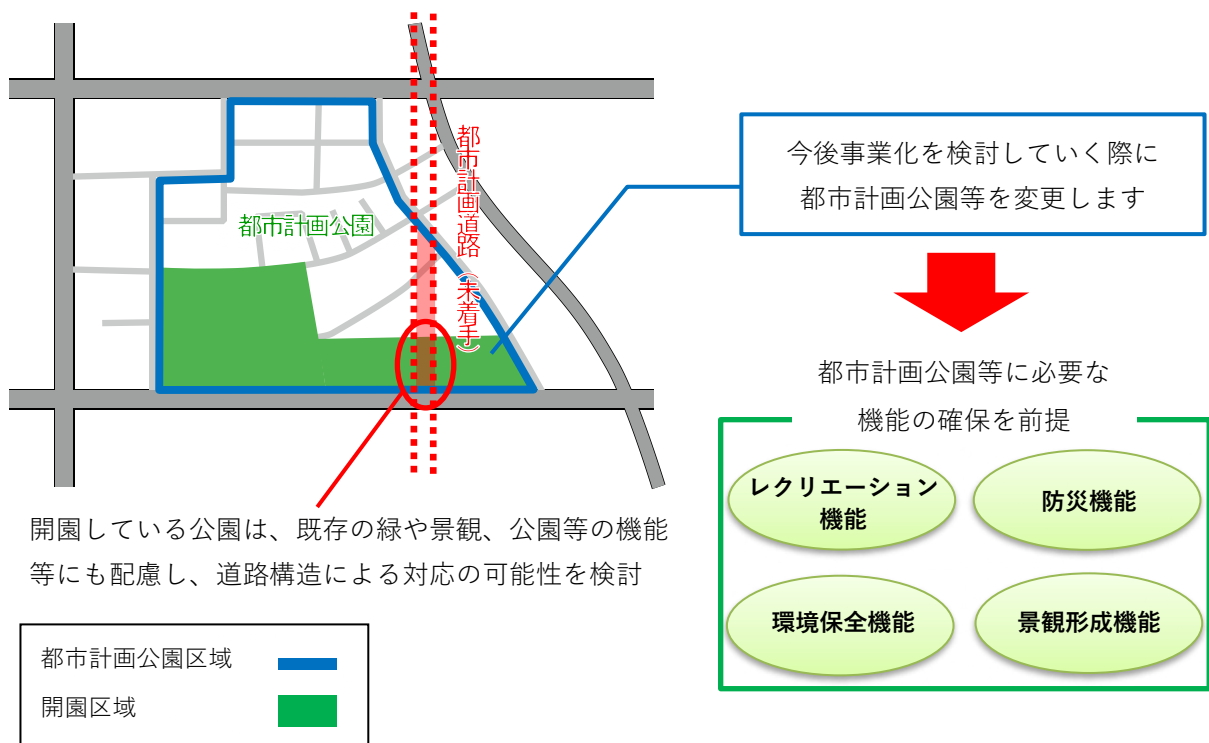 都市計画公園
都市計画道路（未着手）
今後事業化を検討していく際に
都市計画公園等を変更します
都市計画公園等に必要な
機能の確保を前提
レクリエーション
機能
防災機能
環境保全機能
景観形成機能
開園している公園は、既存の緑や景観、公園等の機能
等にも配慮し、道路構造による対応の可能性を検討
都市計画公園区域
開園区域